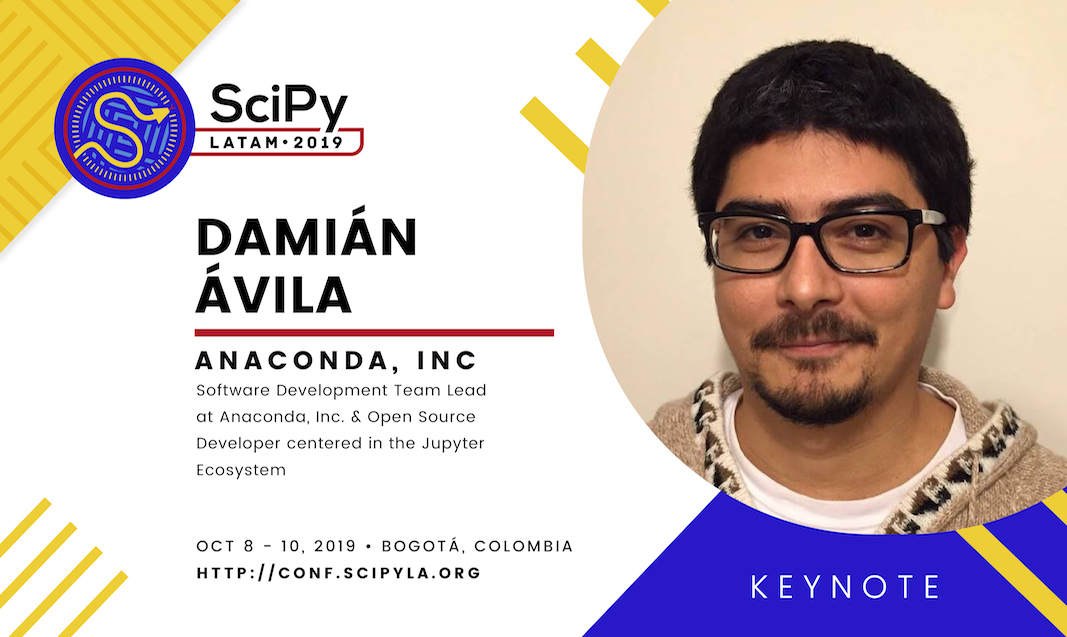 SciPy
LATAM • 2019
DAMIÁN
ÁVILA
ANACONDA, INC
Software Development Team Lead
at Anaconda, Inc. & Open Source
Developer centered in the Jupyter
Ecosystem
OCT 8 - 10, 2019 • BOGOTÁ, COLOMBIA
HTTP://CONF.SCIPYLA.ORG
KEYNOTE